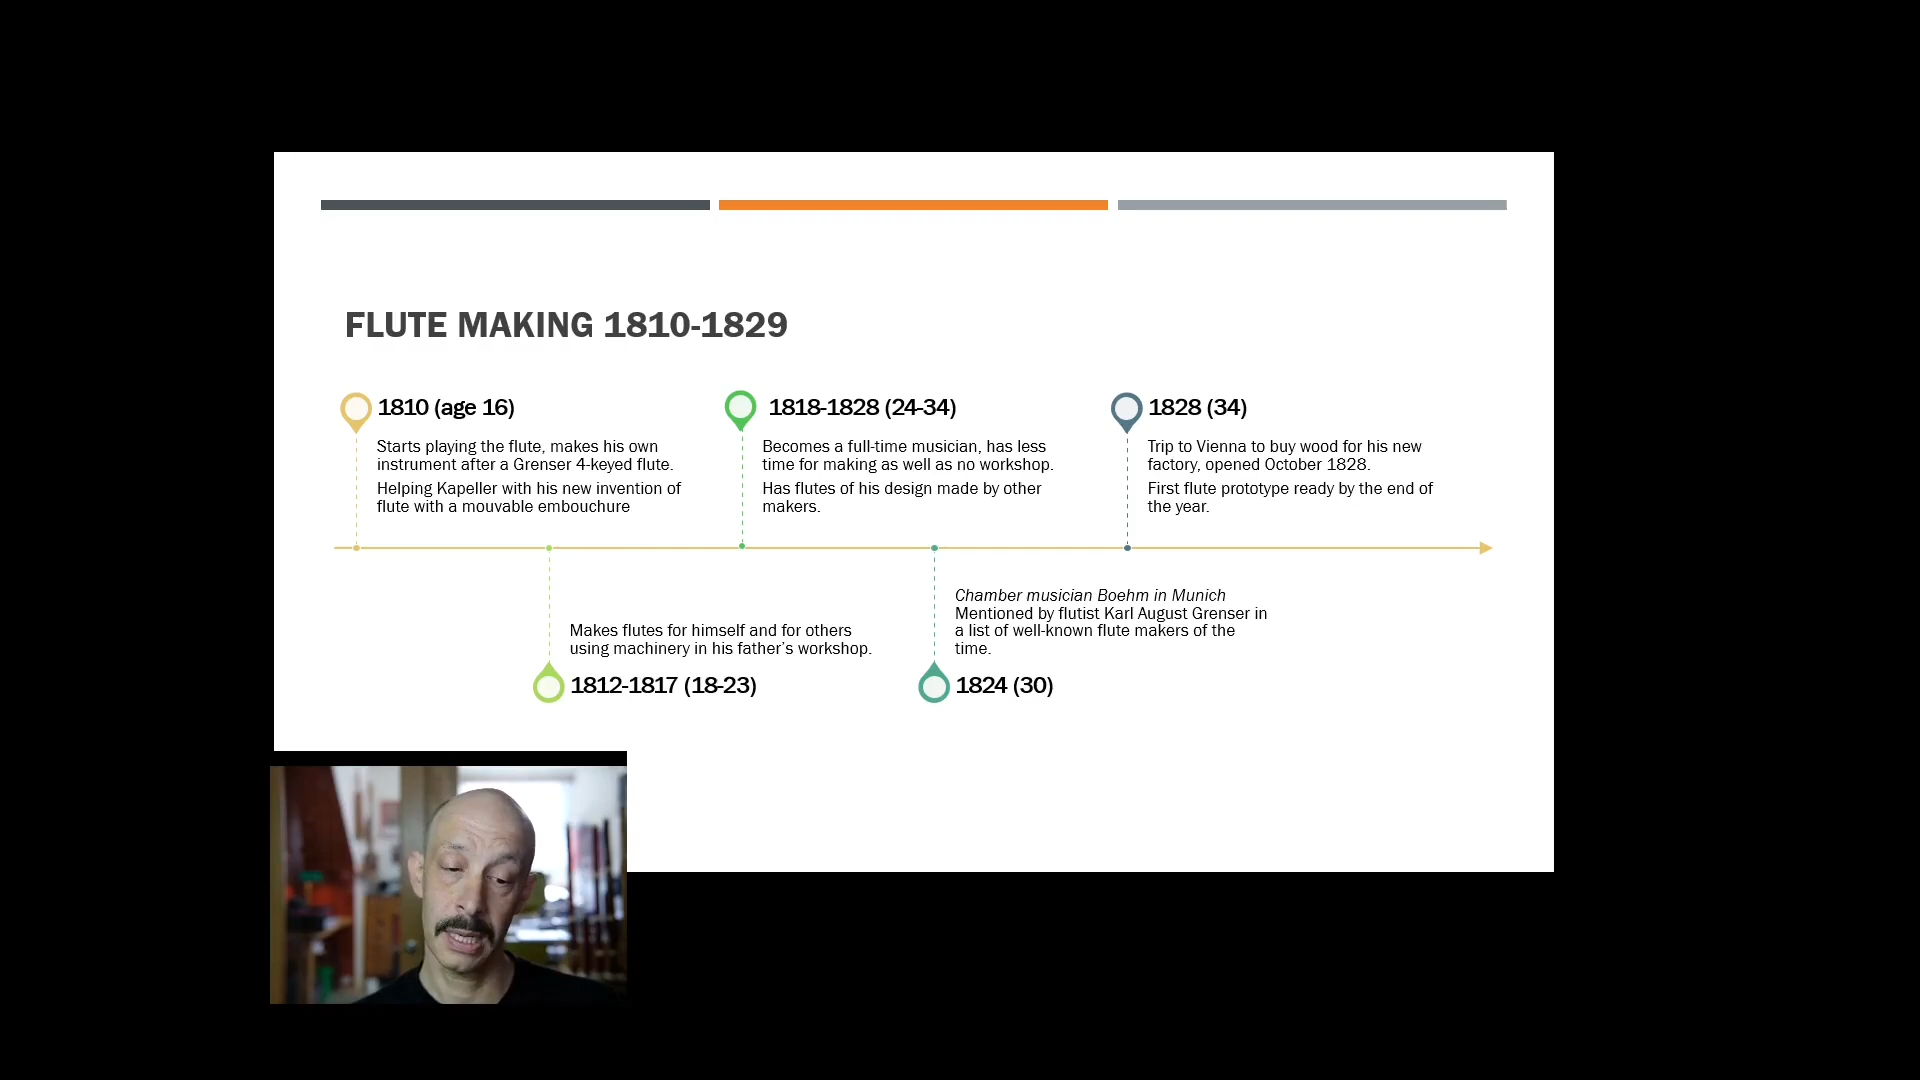 FLUTE MAKING 1810-1829
1810 (age 16)
Starts playing the flute, makes his own
instrument after a Grenser 4-keyed flute.
Helping Kapeller with his new invention of
flute with a mouvable embouchure
1818-1828 (24-34)
Becomes a full-time musician, has less
time for making as well as no workshop.
Has flutes of his design made by other
makers.
1828 (34)
Trip to Vienna to buy wood for his new
factory, opened October 1828.
First flute prototype ready by the end of
the year.
Makes flutes for himself and for others
using machinery in his father’s workshop.
1812-1817 (18-23)
Chamber musician Boehm in Munich
Mentioned by flutist Karl August Grenser in
a list of well-known flute makers of the
time.
1824 (30)